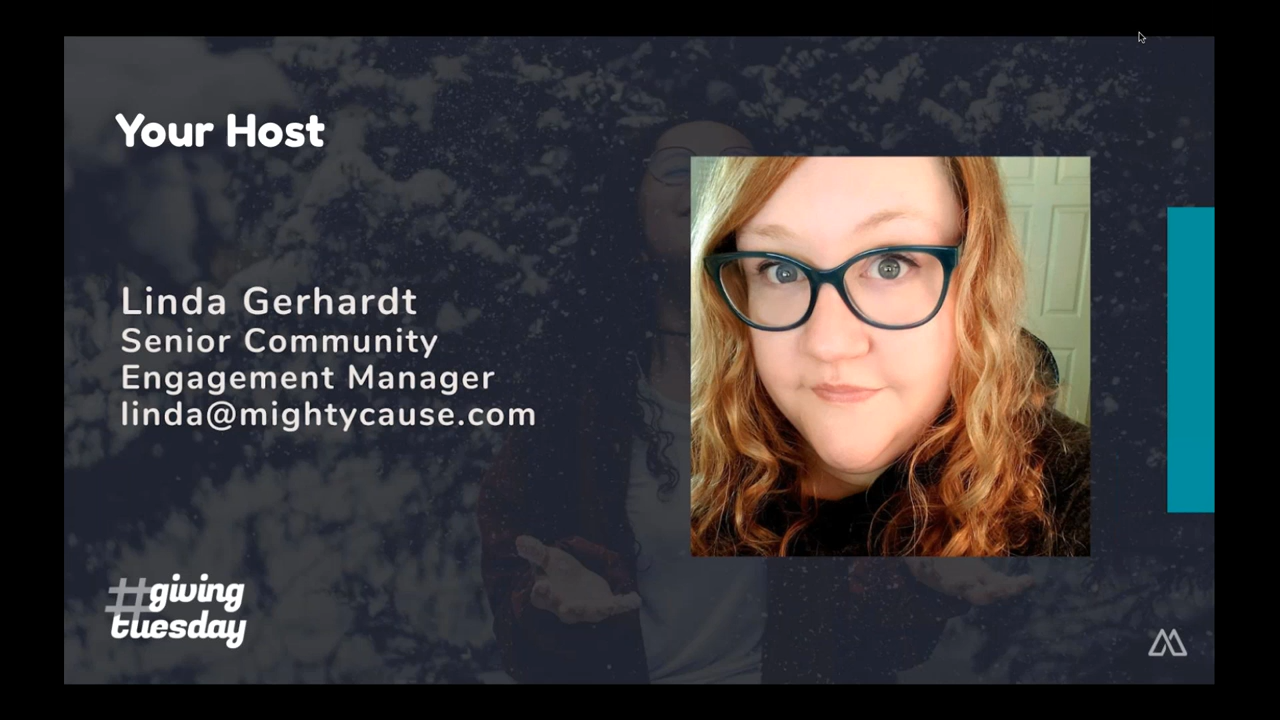 Your Host
Linda Gerhardt
Senior Community
Engagement Manager
linda@mightycause.com
#giving
tuesday